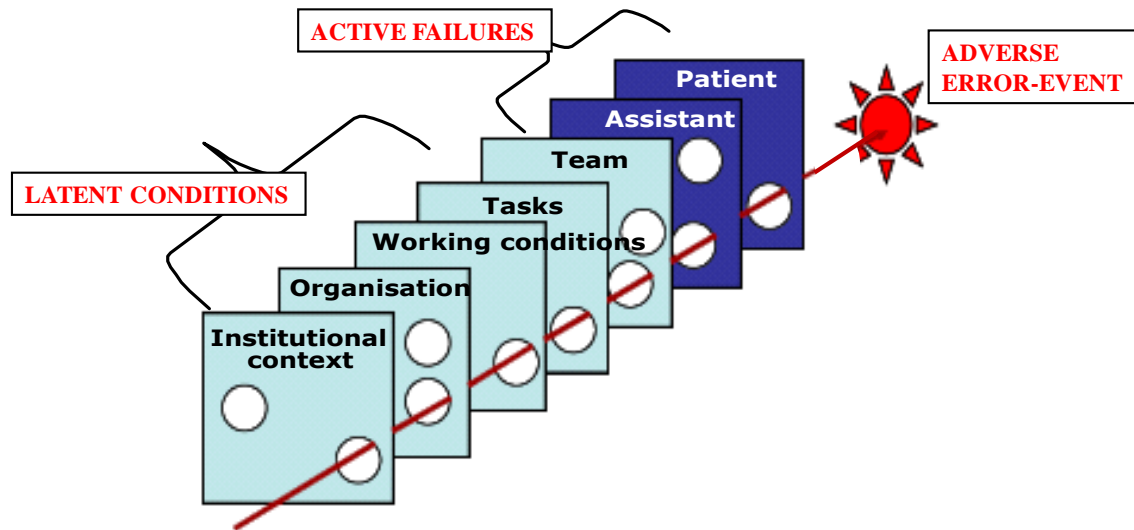 ACTIVE FAILURES
ADVERSE
ERROR-EVENT
Patient
Assistant
Team
LATENT CONDITIONS
Tasks
Working conditions
Organisation
Institutional
context